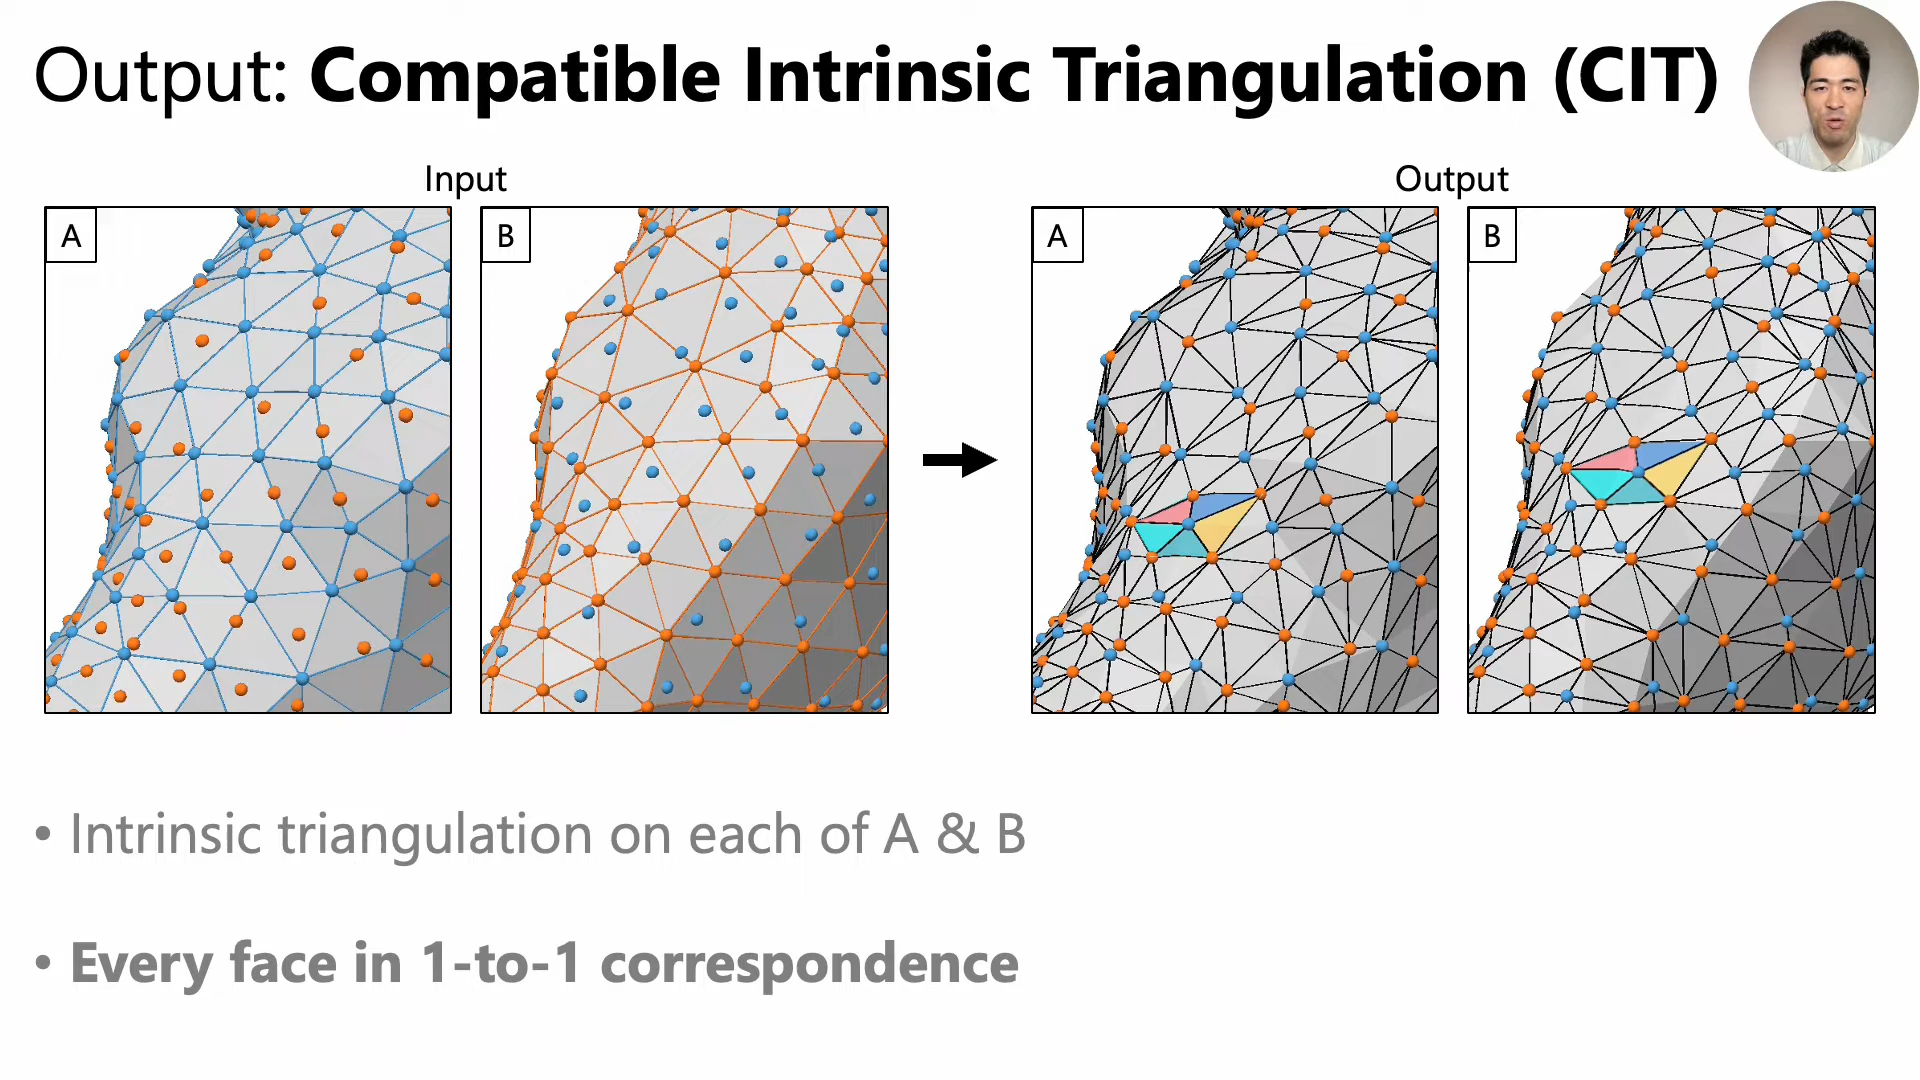 Output: Compatible Intrinsic Triangulation (CIT)
Input
Output
A
B
A
B
• Intrinsic triangulation on each of A & B
• Every face in 1-to-1 correspondence